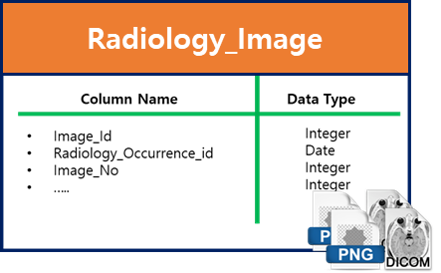 Radiology_Image
Column Name Data Type
• Image_Id Integer
• Radiology_Occurrence_id Date
• Image_No Integer
• ..... Integer
PNG DICOM